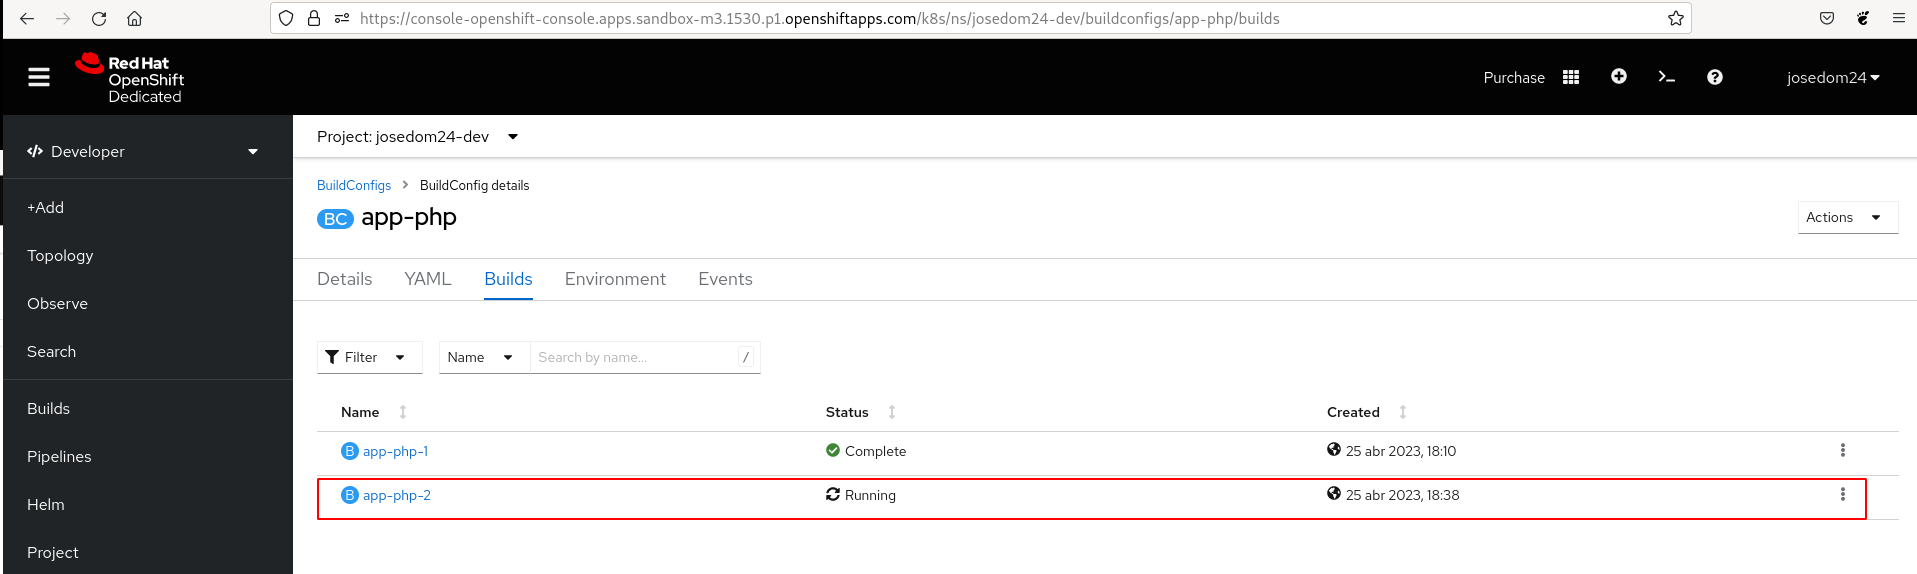 https://console-openshift-console.apps.sandbox-m3.1530.p1.openshiftapps.com/k8s/ns/josedom24-dev/buildconfigs/app-php/builds
Red Hat
OpenShift
Dedicated
Purchase
josedom24
Developer
+Add
Topology
Observe
Search
Builds
Pipelines
Helm
Project
Project: josedom24-dev
BuildConfigs > BuildConfig details
BC app-php
Actions
Details YAML Builds Environment Events
Filter Name Search by name... /
Name Status Created
B app-php-1 Complete 25 abr 2023, 18:10
B app-php-2 Running 25 abr 2023, 18:38